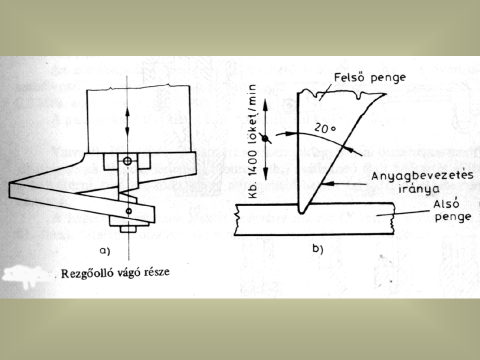 Felső penge
Kb. 1400 löket/min
20°
Anyagbevezetés
iránya
Alsó
penge
a)
b)
Rezgőolló vágó része